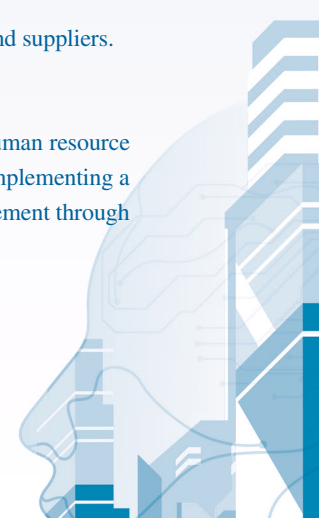 nd suppliers.
uman resource
nplementing a
ement through